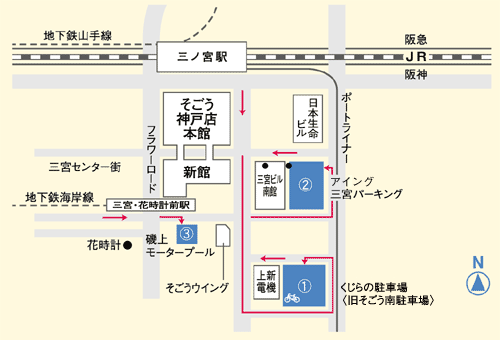 地下鉄山手線
三ノ宮駅
阪急
JR
阪神
そごう
神戸店
本館
新館
日本生命
ビル
ポートライナー
フラワーロード
三宮センター街
三宮ビル
南館
②
アイング
三宮パーキング
地下鉄海岸線
三宮・花時計前駅
③
花時計
磯上
モータープール
そごうウイング
上新
電機
①
くじらの駐車場
〈旧そごう南駐車場〉
N